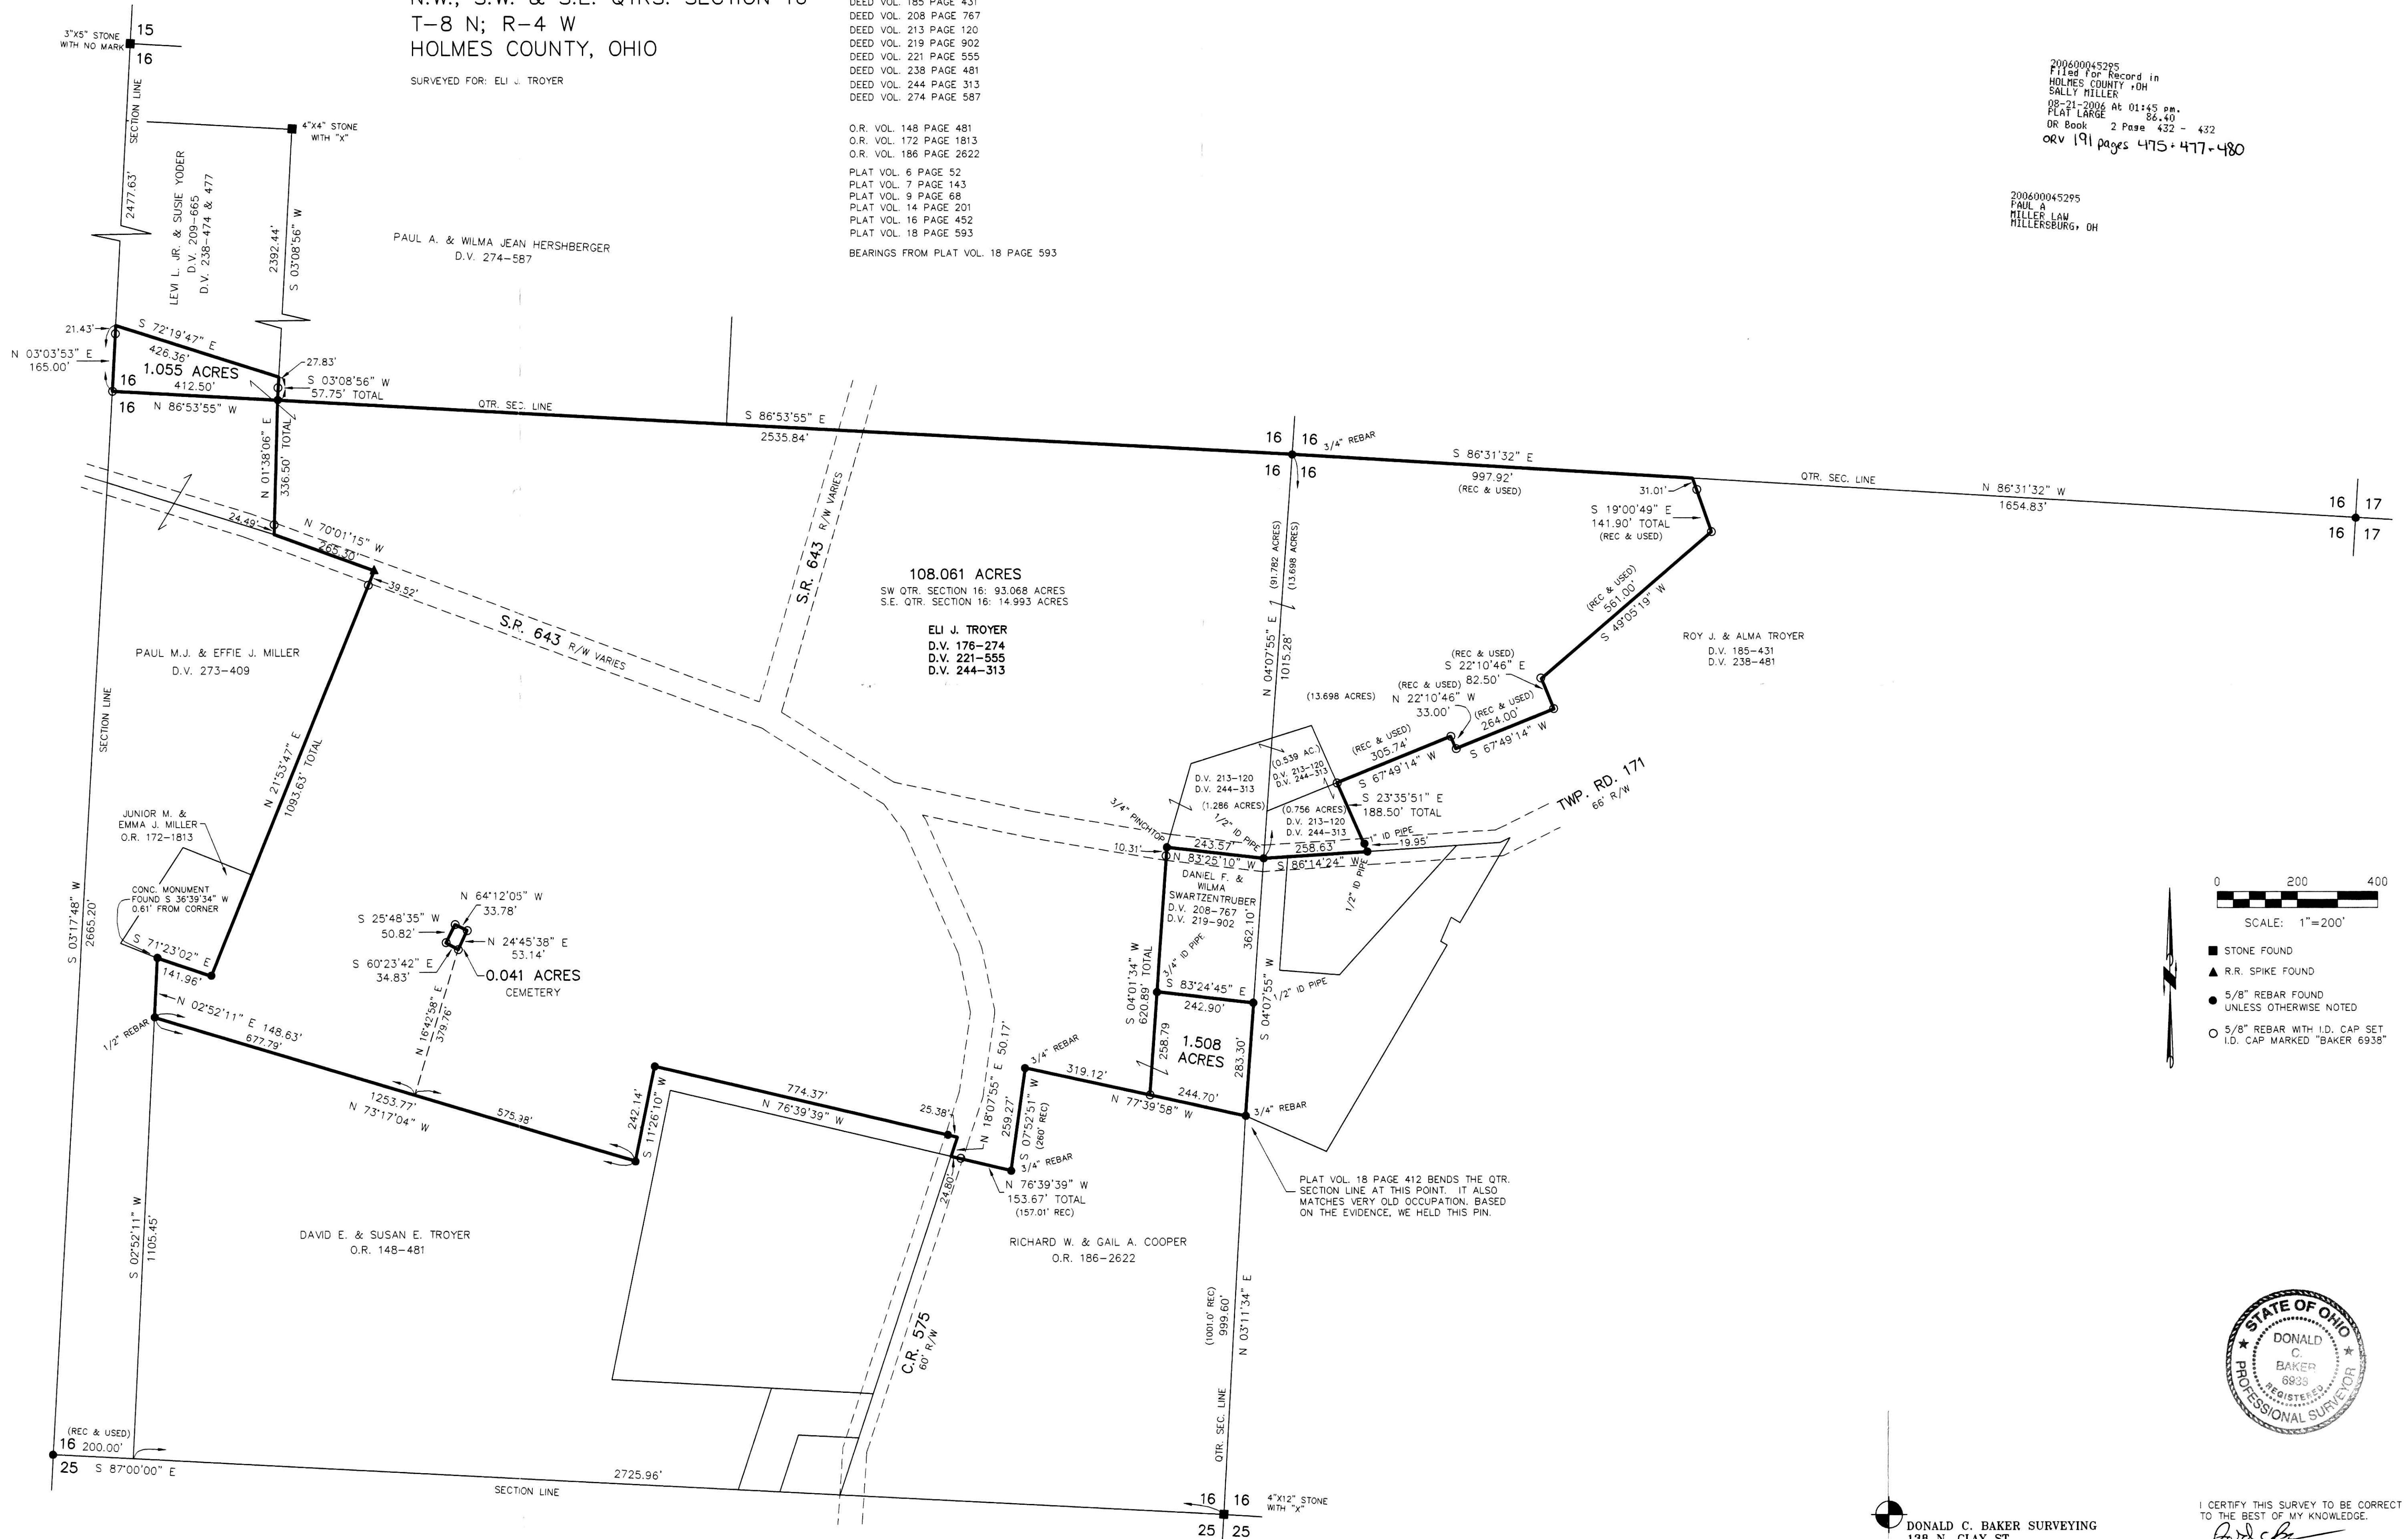 N.W., S.W. & S.E. QTRS. SECTION 16
T-8 N; R-4 W
HOLMES COUNTY, OHIO
SURVEYED FOR: ELI J. TROYER
DEED VOL. 185 PAGE 431
DEED VOL. 208 PAGE 767
DEED VOL. 213 PAGE 120
DEED VOL. 219 PAGE 902
DEED VOL. 221 PAGE 555
DEED VOL. 238 PAGE 481
DEED VOL. 244 PAGE 313
DEED VOL. 274 PAGE 587
O.R. VOL. 148 PAGE 481
O.R. VOL. 172 PAGE 1813
O.R. VOL. 186 PAGE 2622
PLAT VOL. 6 PAGE 52
PLAT VOL. 7 PAGE 143
PLAT VOL. 9 PAGE 68
PLAT VOL. 14 PAGE 201
PLAT VOL. 16 PAGE 452
PLAT VOL. 18 PAGE 593
BEARINGS FROM PLAT VOL. 18 PAGE 593
200600045295
Filed for Record in
HOLMES COUNTY ,OH
SALLY MILLER
08-21-2006 At 01:45 pm.
PLAT LARGE 86.40
OR Book 2 Page 432 - 432
ORV 191 pages 475+477-480
200600045295
PAUL A
MILLER LAW
MILLERSBURG, OH
3"X5" STONE
WITH NO MARK
15
16
SECTION LINE
2477.63'
4"X4" STONE
WITH "X"
LEVI L. JR. & SUSIE YODER
D.V. 209-665
D.V. 238-474 & 477
2392.44'
S 03°08'56" W
PAUL A. & WILMA JEAN HERSHBERGER
D.V. 274-587
21.43'
S 72°19'47" E
426.36'
N 03°03'53" E
165.00'
1.055 ACRES
412.50'
16
16
N 86°53'55" W
27.83'
S 03°08'56" W
57.75' TOTAL
QTR. SEC. LINE
S 86°53'55" E
2535.84'
N 01°38'06" E
336.50' TOTAL
24.49'
N 70°01'15" W
265.30'
39.52'
S.R. 643 R/W VARIES
S.R. 643 R/W VARIES
16 16
3/4" REBAR
16 16
S 86°31'32" E
997.92'
(REC & USED)
31.01'
S 19°00'49" E
141.90' TOTAL
(REC & USED)
QTR. SEC. LINE
N 86°31'32" W
1654.83'
16 17
16 17
108.061 ACRES
SW QTR. SECTION 16: 93.068 ACRES
S.E. QTR. SECTION 16: 14.993 ACRES
ELI J. TROYER
D.V. 176-274
D.V. 221-555
D.V. 244-313
(91.782 ACRES)
(13.698 ACRES)
N 04°07'55" E
1015.28'
(REC & USED)
561.00'
S 49°05'19" W
ROY J. & ALMA TROYER
D.V. 185-431
D.V. 238-481
(REC & USED)
S 22°10'46" E
82.50'
(13.698 ACRES)
(REC & USED)
N 22°10'46" W
33.00'
(REC & USED)
264.00'
S 67°49'14" W
(REC & USED)
305.74'
S 67°49'14" W
(0.539 AC.)
D.V. 213-120
D.V. 244-313
D.V. 213-120
D.V. 244-313
(1.286 ACRES)
(0.756 ACRES)
D.V. 213-120
D.V. 244-313
S 23°35'51" E
188.50' TOTAL
TWP. RD. 171
66' R/W
3/4" PINCHTOP
1/2" ID PIPE
1" ID PIPE
19.95'
10.31'
243.57'
N 83°25'10" W
258.63'
S 86°14'24" W
1/2" ID PIPE
DANIEL F. &
WILMA
SWARTZENTRUBER
D.V. 208-767
D.V. 219-902
362.10'
S 04°01'34" W
620.89' TOTAL
3/4" ID PIPE
S 83°24'45" E
242.90'
1/2" ID PIPE
S 04°07'55" W
258.79
1.508
ACRES
283.30'
244.70'
N 77°39'58" W
3/4" REBAR
PAUL M.J. & EFFIE J. MILLER
D.V. 273-409
SECTION LINE
N 21°53'47" E
1093.63' TOTAL
JUNIOR M. &
EMMA J. MILLER
O.R. 172-1813
CONC. MONUMENT
FOUND S 36°39'34" W
0.61' FROM CORNER
S 03°17'48" W
2665.20'
S 71°23'02" E
141.96'
N 02°52'11" E 148.63'
1/2" REBAR
677.79'
N 64°12'05" W
33.78'
S 25°48'35" W
50.82'
N 24°45'38" E
53.14'
S 60°23'42" E
34.83'
0.041 ACRES
CEMETERY
N 16°42'58" E
379.76'
1253.77'
N 73°17'04" W
575.98'
242.14'
S 11°26'10" W
774.37'
N 76°39'39" W
25.38'
N 18°07'55" E 50.17'
3/4" REBAR
319.12'
259.27'
S 07°52'51" W
(260' REC)
3/4" REBAR
24.80'
N 76°39'39" W
153.67' TOTAL
(157.01' REC)
PLAT VOL. 18 PAGE 412 BENDS THE QTR.
SECTION LINE AT THIS POINT. IT ALSO
MATCHES VERY OLD OCCUPATION. BASED
ON THE EVIDENCE, WE HELD THIS PIN.
S 02°52'11" W
1105.45'
DAVID E. & SUSAN E. TROYER
O.R. 148-481
RICHARD W. & GAIL A. COOPER
O.R. 186-2622
C.R. 575
60' R/W
(1001.0' REC)
999.60'
N 03°11'34" E
QTR. SEC. LINE
(REC & USED)
16 200.00'
25 S 87°00'00" E
2725.96'
SECTION LINE
16 16
4"X12" STONE
WITH "X"
25 25
0 200 400
SCALE: 1"=200'
STONE FOUND
R.R. SPIKE FOUND
5/8" REBAR FOUND
UNLESS OTHERWISE NOTED
5/8" REBAR WITH I.D. CAP SET
I.D. CAP MARKED "BAKER 6938"
STATE OF OHIO
DONALD
C.
BAKER
6938
REGISTERED
PROFESSIONAL SURVEYOR
DONALD C. BAKER SURVEYING
138 N. CLAY ST.
I CERTIFY THIS SURVEY TO BE CORRECT
TO THE BEST OF MY KNOWLEDGE.